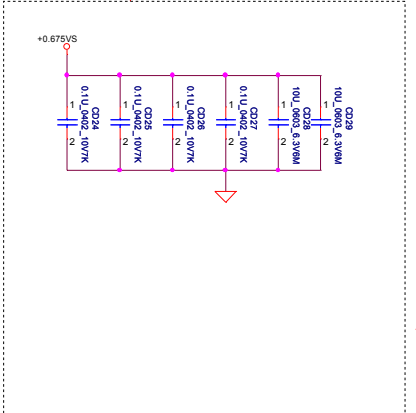 +0.675VS
1
2
CD24
0.1U_0402_10V7K
1
2
CD25
0.1U_0402_10V7K
1
2
CD26
0.1U_0402_10V7K
1
2
CD27
0.1U_0402_10V7K
1
2
CD28
10U_0603_6.3V6M
1
2
CD29
10U_0603_6.3V6M